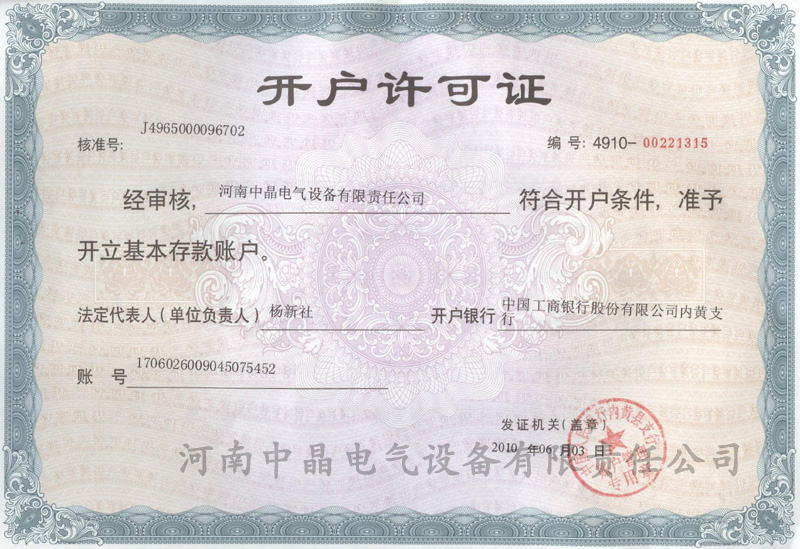 开户许可证
核准号: J4965000096702
编 号: 4910-00221315
经审核, 河南中晶电气设备有限责任公司 符合开户条件, 准予
开立基本存款账户。
法定代表人(单位负责人) 杨新社 开户银行 中国工商银行股份有限公司内黄支
行
账 号 1706026009045075452
发证机关(盖章)
2010 年06 月03 日
河南中晶电气设备有限责任公司